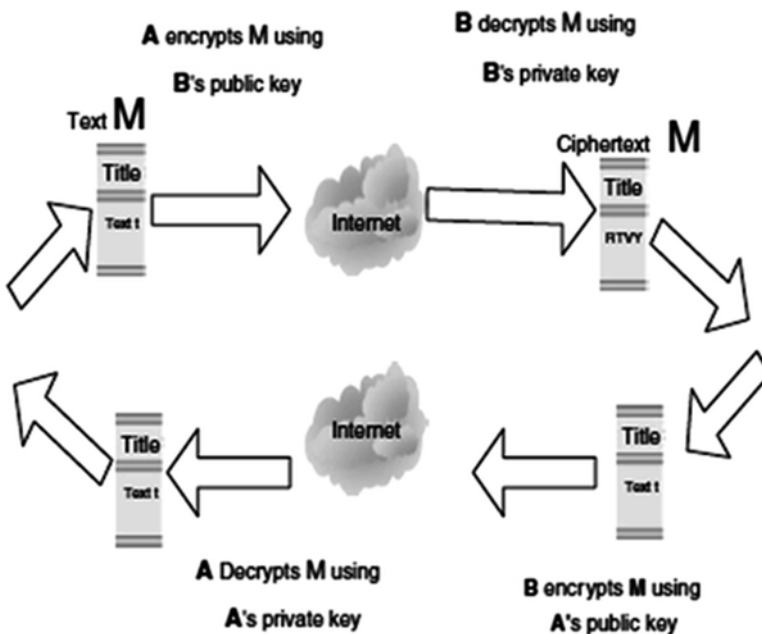 A encrypts M using
B's public key
B decrypts M using
B's private key
Text M
Title
Text t
Internet
Ciphertext M
Title
RTVY
Title
Text t
Internet
Title
Text t
A Decrypts M using
A's private key
B encrypts M using
A's public key